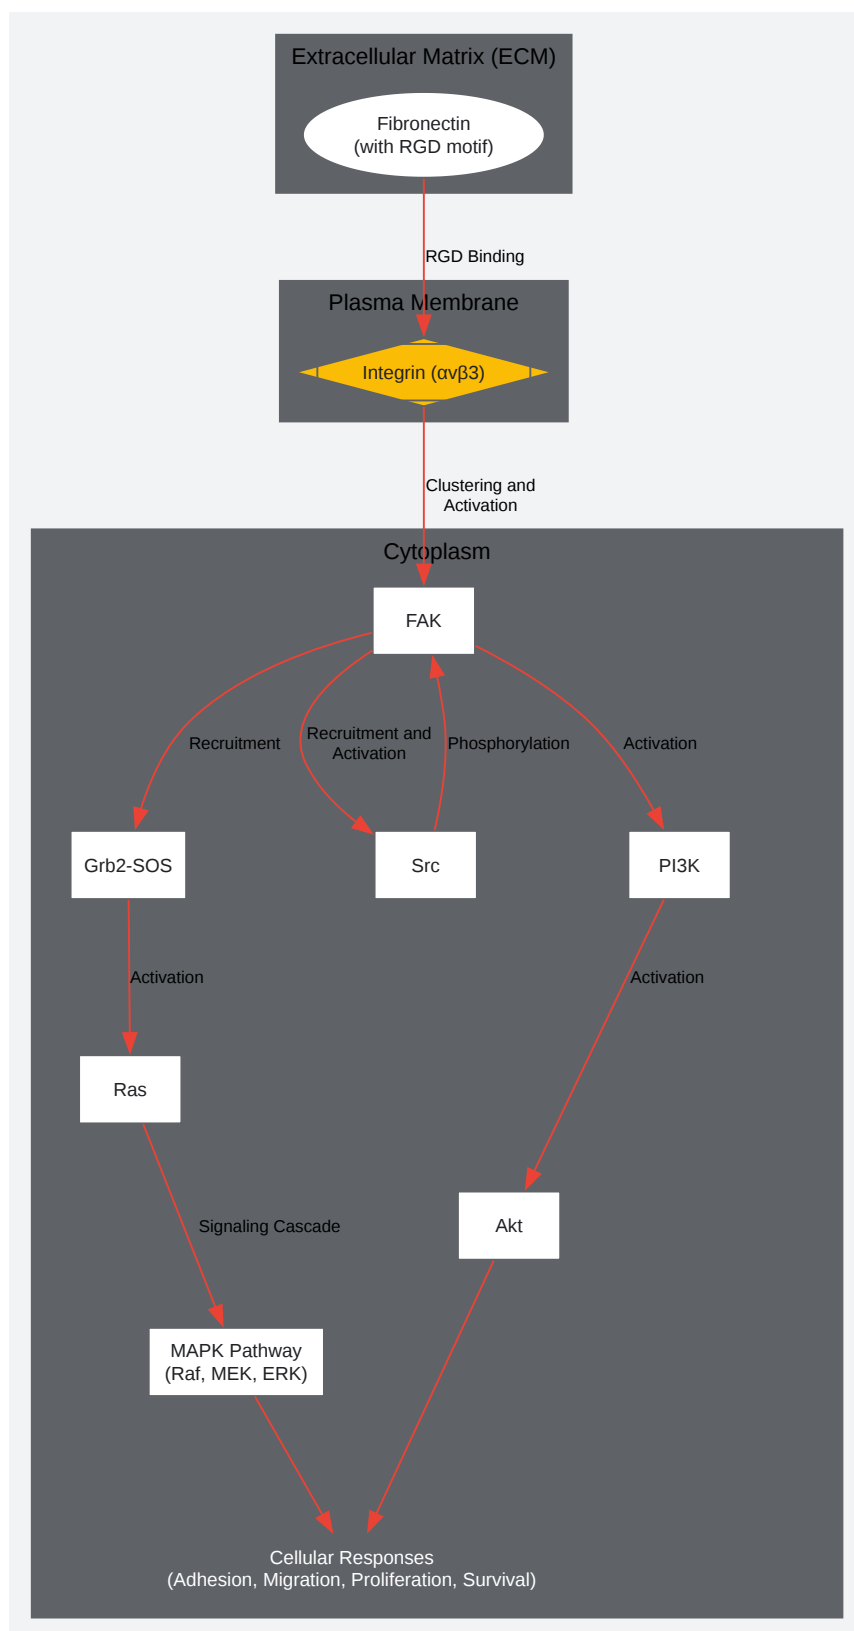 Extracellular Matrix (ECM)
Fibronectin
(with RGD motif)
RGD Binding
Plasma Membrane
Integrin (αvβ3)
Clustering and
Activation
Cytoplasm
FAK
Recruitment
Recruitment and
Activation
Phosphorylation
Activation
Grb2-SOS
Src
PI3K
Activation
Activation
Ras
Signaling Cascade
Akt
MAPK Pathway
(Raf, MEK, ERK)
Cellular Responses
(Adhesion, Migration, Proliferation, Survival)